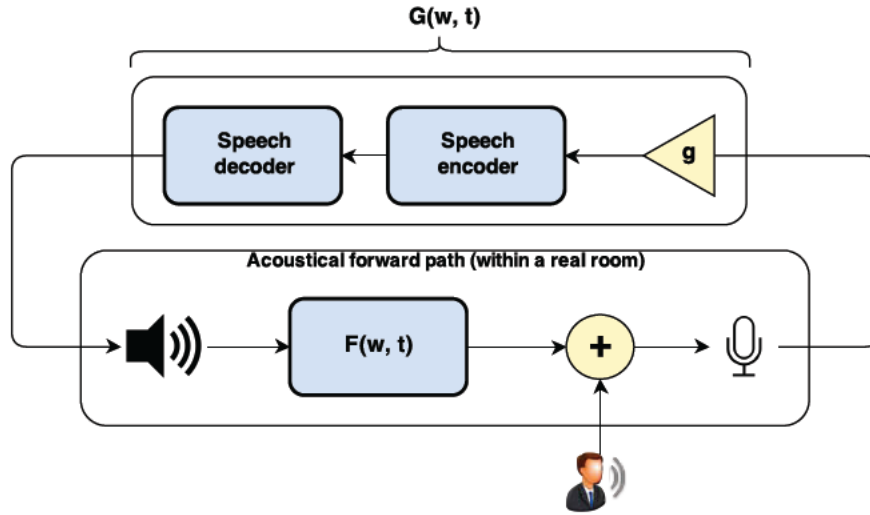 G(w, t)
Speech
decoder
Speech
encoder
g
Acoustical forward path (within a real room)
F(w, t)
+